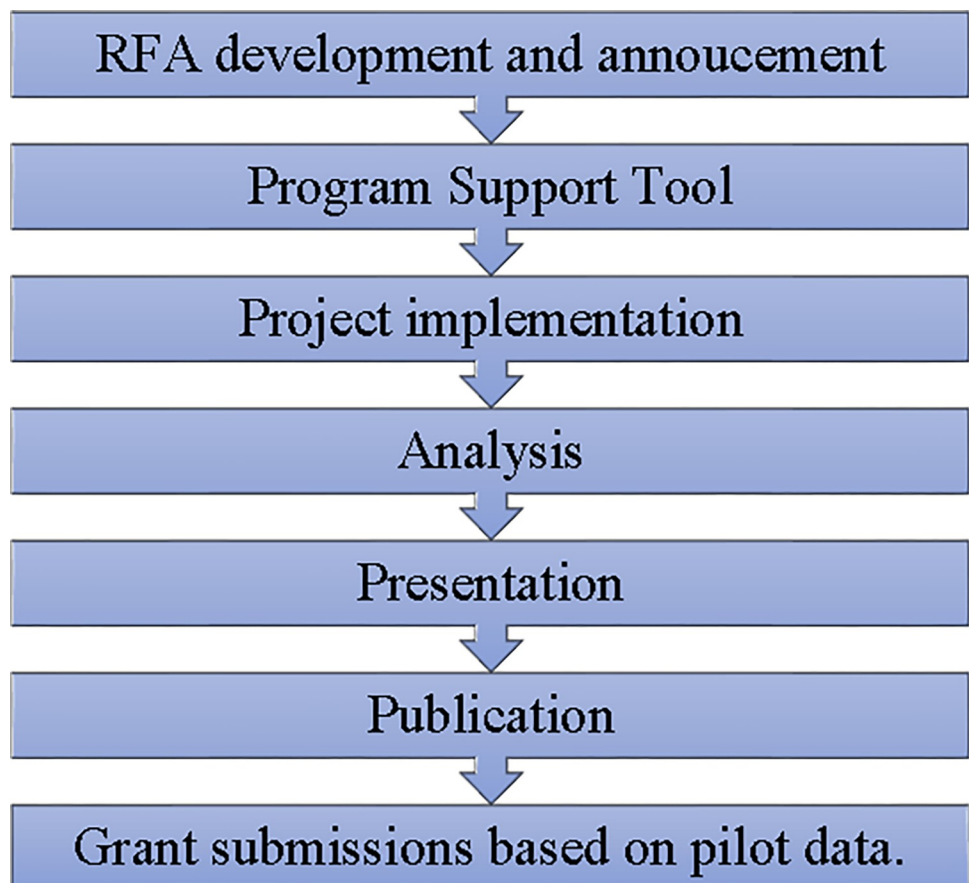 RFA development and annoucement
Program Support Tool
Project implementation
Analysis
Presentation
Publication
Grant submissions based on pilot data.